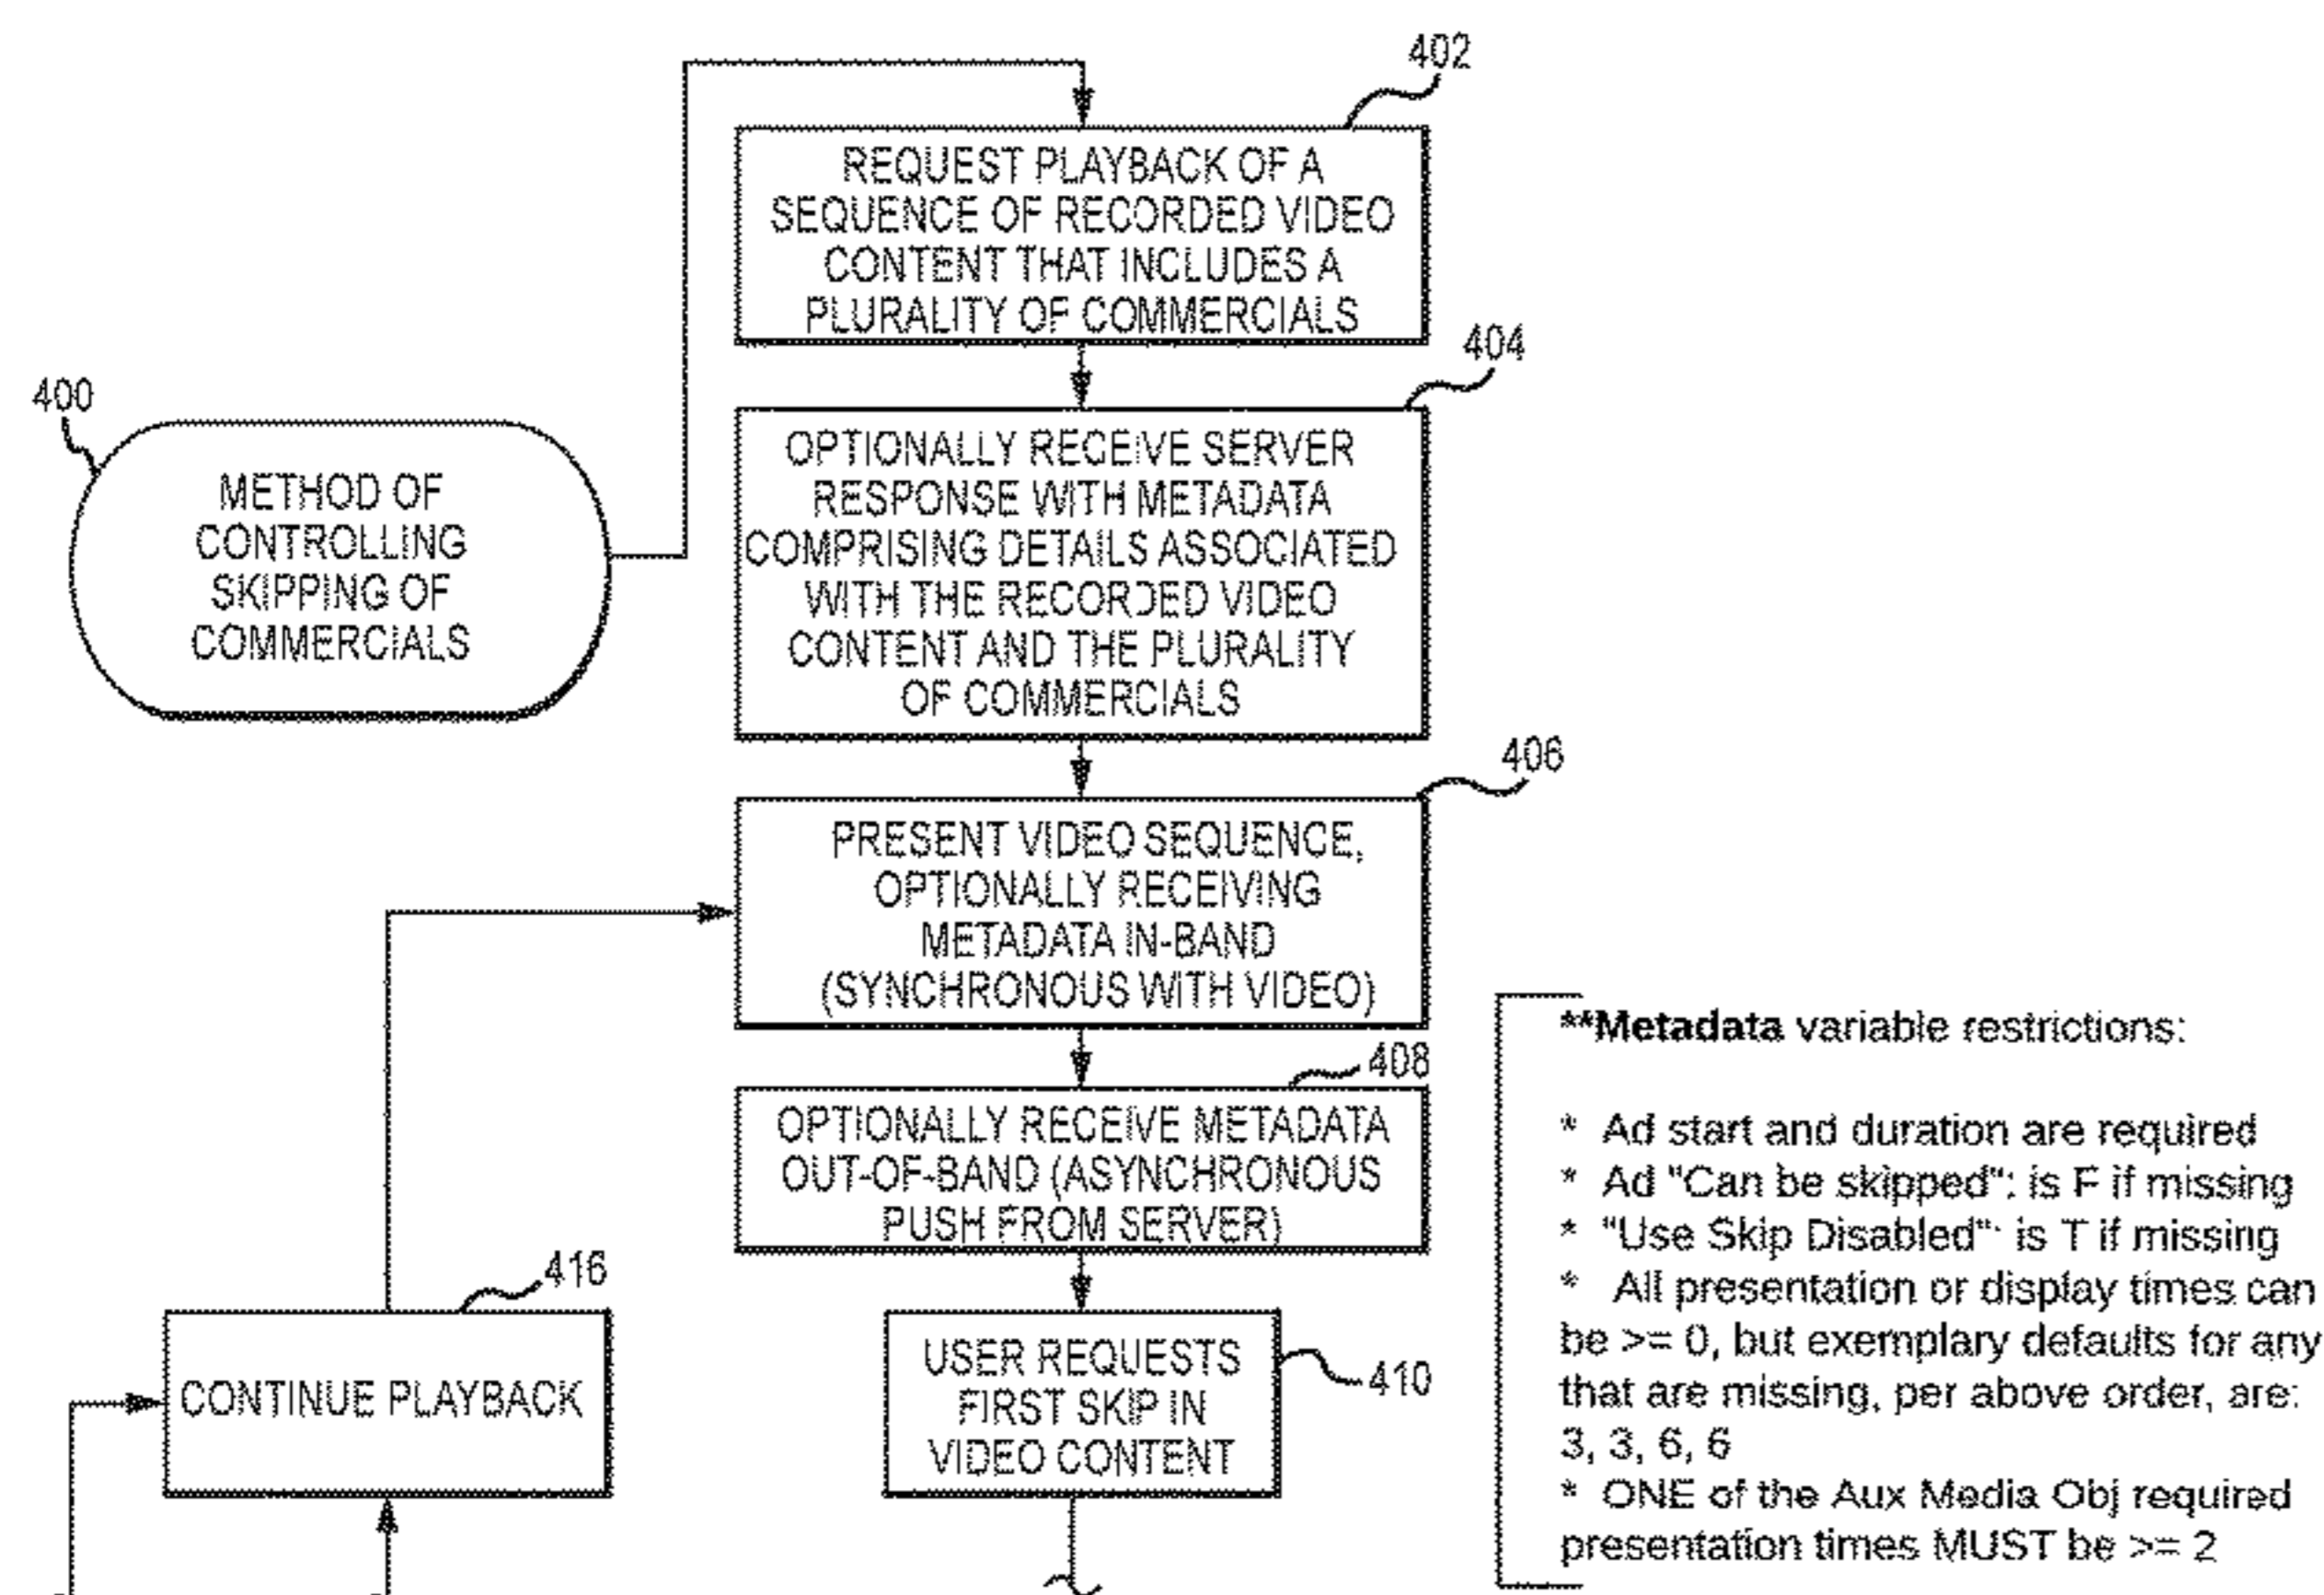 402
REQUEST PLAYBACK OF A
SEQUENCE OF RECORDED VIDEO
CONTENT THAT INCLUDES A
PLURALITY OF COMMERCIALS
404
400
METHOD OF
CONTROLLING
SKIPPING OF
COMMERCIALS
OPTIONALLY RECEIVE SERVER
RESPONSE WITH METADATA
COMPRISING DETAILS ASSOCIATED
WITH THE RECORDED VIDEO
CONTENT AND THE PLURALITY
OF COMMERCIALS
406
PRESENT VIDEO SEQUENCE,
OPTIONALLY RECEIVING
METADATA IN-BAND
(SYNCHRONOUS WITH VIDEO)
408
OPTIONALLY RECEIVE METADATA
OUT-OF-BAND (ASYNCHRONOUS
PUSH FROM SERVER)
416
CONTINUE PLAYBACK
USER REQUESTS
FIRST SKIP IN
VIDEO CONTENT
410
**Metadata variable restrictions:
* Ad start and duration are required
* Ad "Can be skipped": is F if missing
* "Use Skip Disabled": is T if missing
* All presentation or display times can
be >= 0, but exemplary defaults for any
that are missing, per above order, are:
3, 3, 6, 6
* ONE of the Aux Media Obj required
presentation times MUST be >= 2